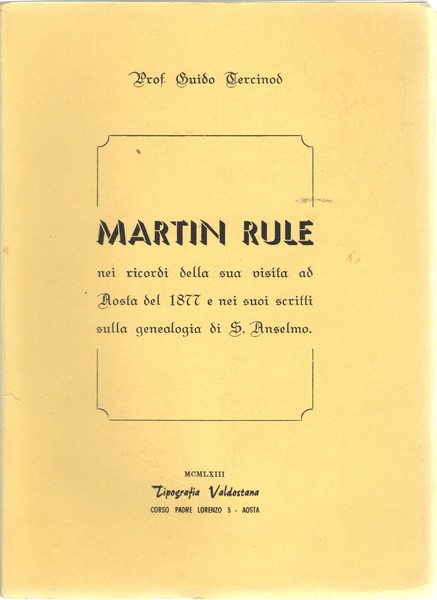 Prof. Guido Tercinod
MARTIN RULE
nei ricordi della sua visita ad
Aosta del 1877 e nei suoi scritti
sulla genealogia di S. Anselmo.
MCMLXIII
Tipografia Valdostana
CORSO PADRE LORENZO 5 - AOSTA